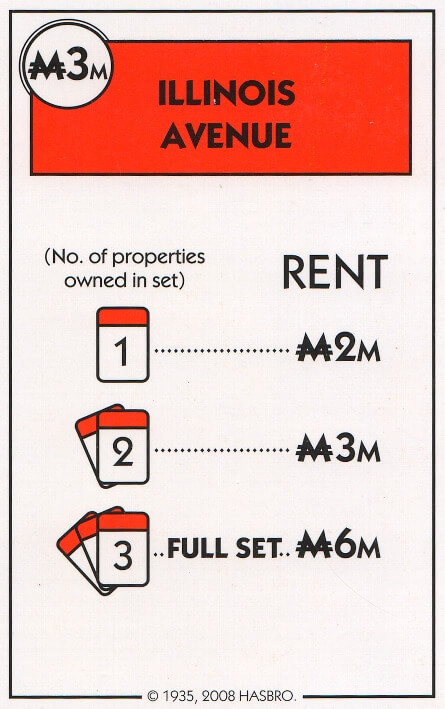 ₩3M
ILLINOIS
AVENUE
(No. of properties
owned in set)
RENT
1 ₩2M
2 ₩3M
3 ..FULL SET.. ₩6M
© 1935, 2008 HASBRO.